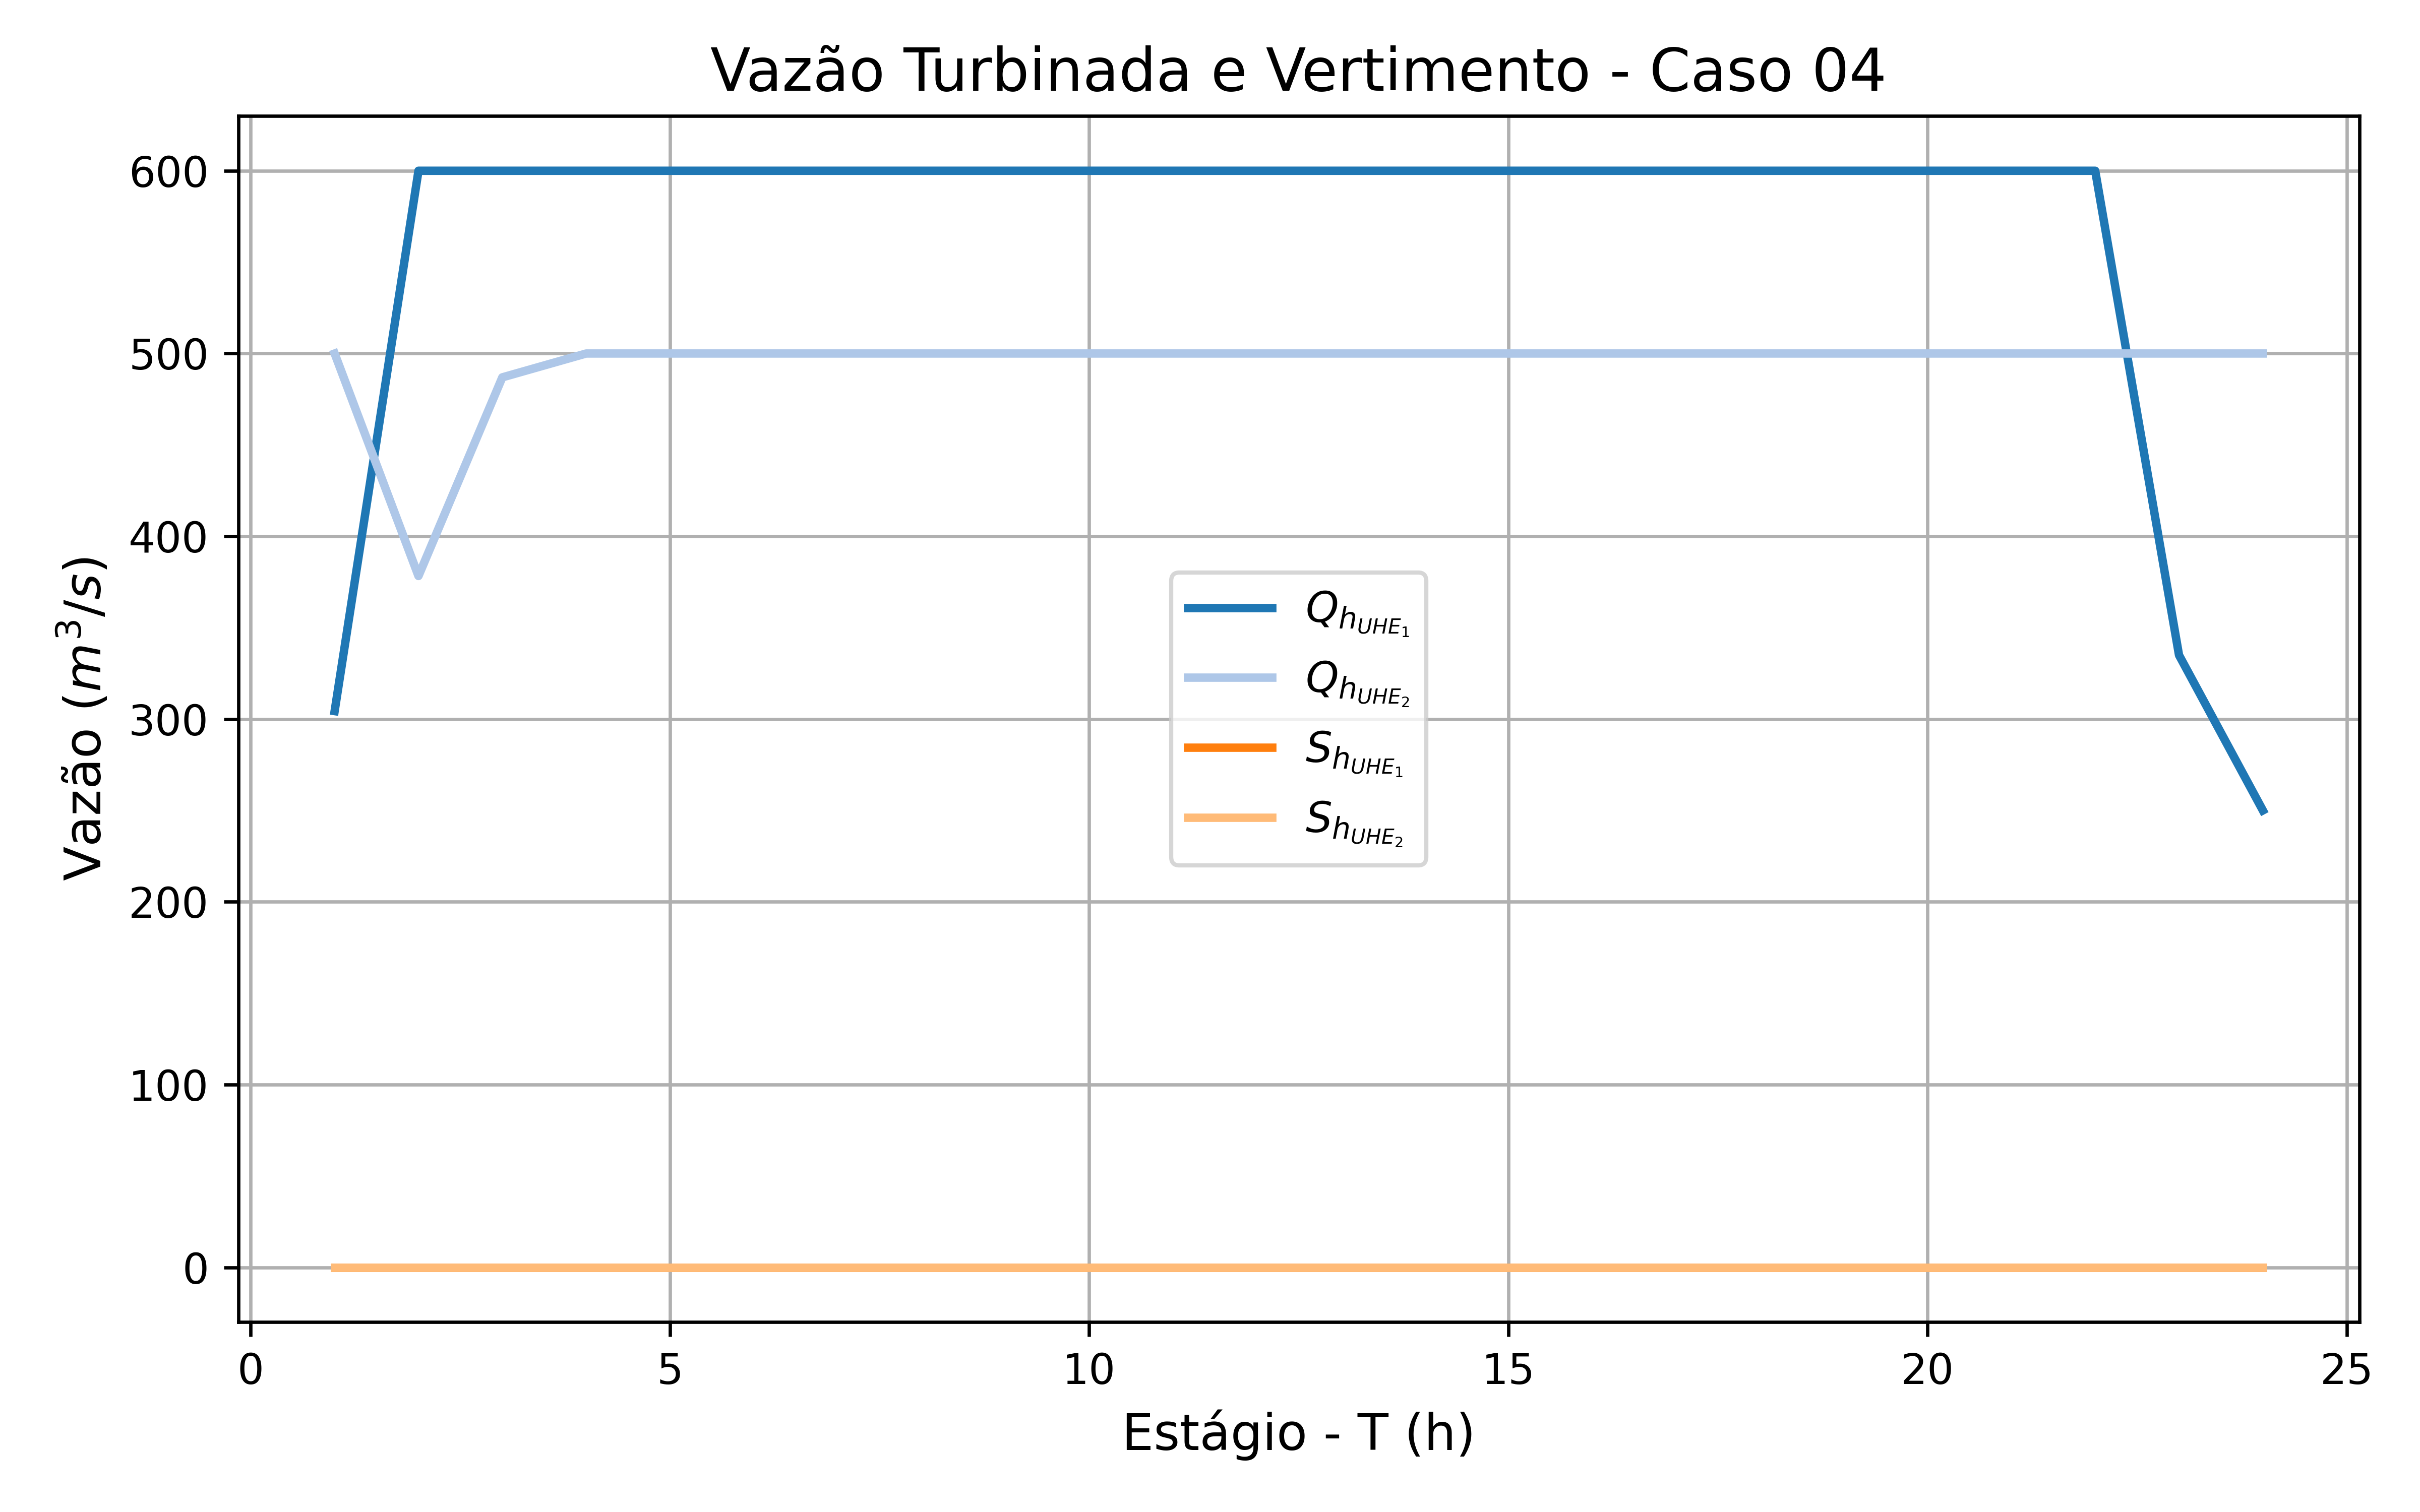 Vazão Turbinada e Vertimento - Caso 04
Vazão (m³/s)
600
500
400
300
200
100
0
Q_{h_{UHE_1}}
Q_{h_{UHE_2}}
S_{h_{UHE_1}}
S_{h_{UHE_2}}
0 5 10 15 20 25
Estágio - T (h)